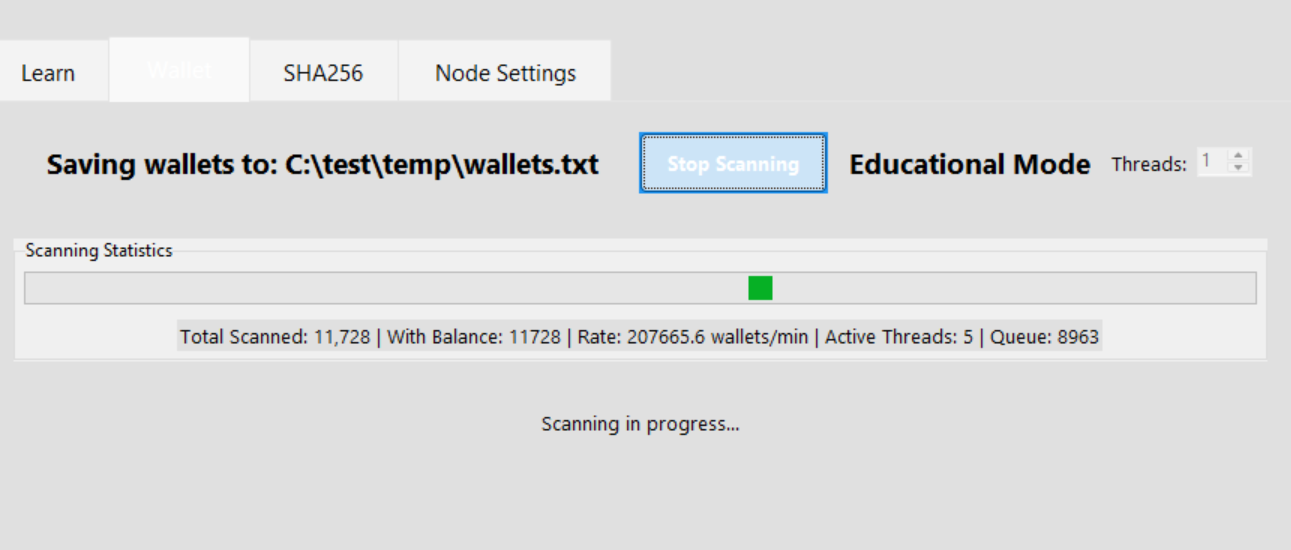 Learn Wallet SHA256 Node Settings
Saving wallets to: C:\test\temp\wallets.txt Stop Scanning Educational Mode Threads: 1
Scanning Statistics
Total Scanned: 11,728 | With Balance: 11728 | Rate: 207665.6 wallets/min | Active Threads: 5 | Queue: 8963
Scanning in progress...